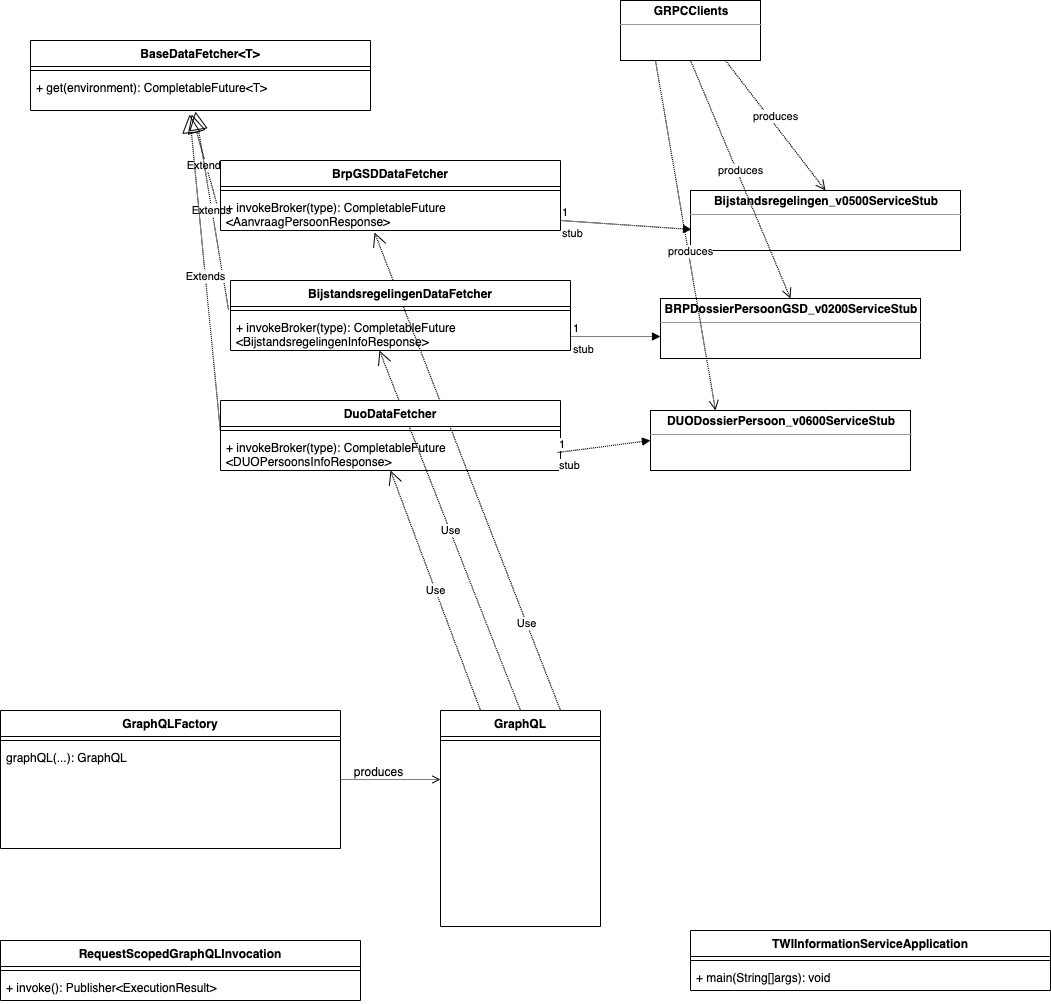 GRPCClients
BaseDataFetcher<T>
+ get(environment): CompletableFuture<T>
produces
Extends
BrpGSDDataFetcher
produces
+ invokeBroker(type): CompletableFuture
<AanvraagPersoonResponse>
Extends
1
stub
Bijstandsregelingen_v0500ServiceStub
produces
Extends
BijstandsregelingenDataFetcher
+ invokeBroker(type): CompletableFuture
<BijstandsregelingenInfoResponse>
1
stub
BRPDossierPersoonGSD_v0200ServiceStub
DuoDataFetcher
+ invokeBroker(type): CompletableFuture
<DUOPersoonsInfoResponse>
1
stub
DUODossierPersoon_v0600ServiceStub
Use
Use
Use
GraphQLFactory
graphQL(...): GraphQL
produces
GraphQL
RequestScopedGraphQLInvocation
+ invoke(): Publisher<ExecutionResult>
TWIInformationServiceApplication
+ main(String[]args): void